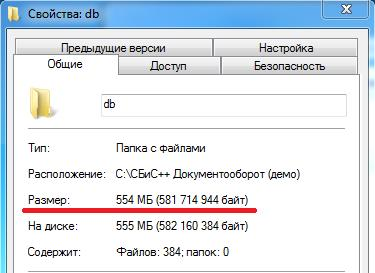 Свойства: db
Предыдущие версии Настройка
Общие Доступ Безопасность
db
Тип: Папка с файлами
Расположение: C:\СБиС++ Документооборот (демо)
Размер: 554 МБ (581 714 944 байт)
На диске: 555 МБ (582 160 384 байт)
Содержит: Файлов: 384; папок: 0